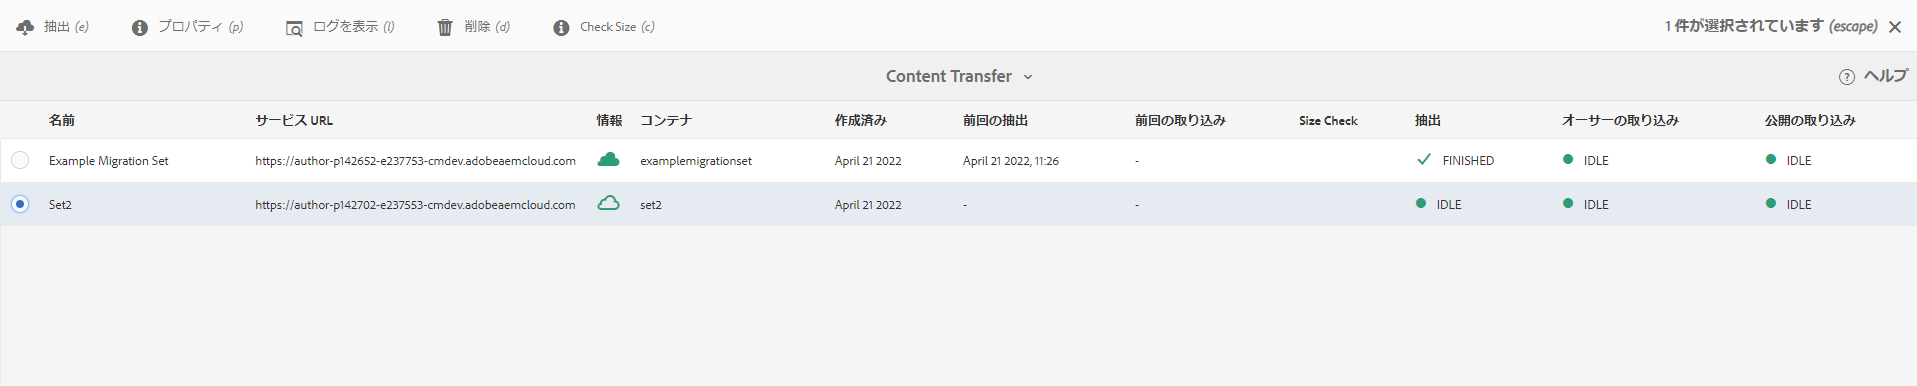 抽出 (e) プロパティ (p) ログを表示 (l) 削除 (d) Check Size (c) 1 件が選択されています (escape)
Content Transfer ヘルプ
名前 サービス URL 情報 コンテナ 作成済み 前回の抽出 前回の取り込み Size Check 抽出 オーサーの取り込み 公開の取り込み
Example Migration Set https://author-p142652-e237753-cmdev.adobeaemcloud.com examplemigrationset April 21 2022 April 21 2022, 11:26 - FINISHED IDLE IDLE
Set2 https://author-p142702-e237553-cmdev.adobeaemcloud.com set2 April 21 2022 - - IDLE IDLE IDLE